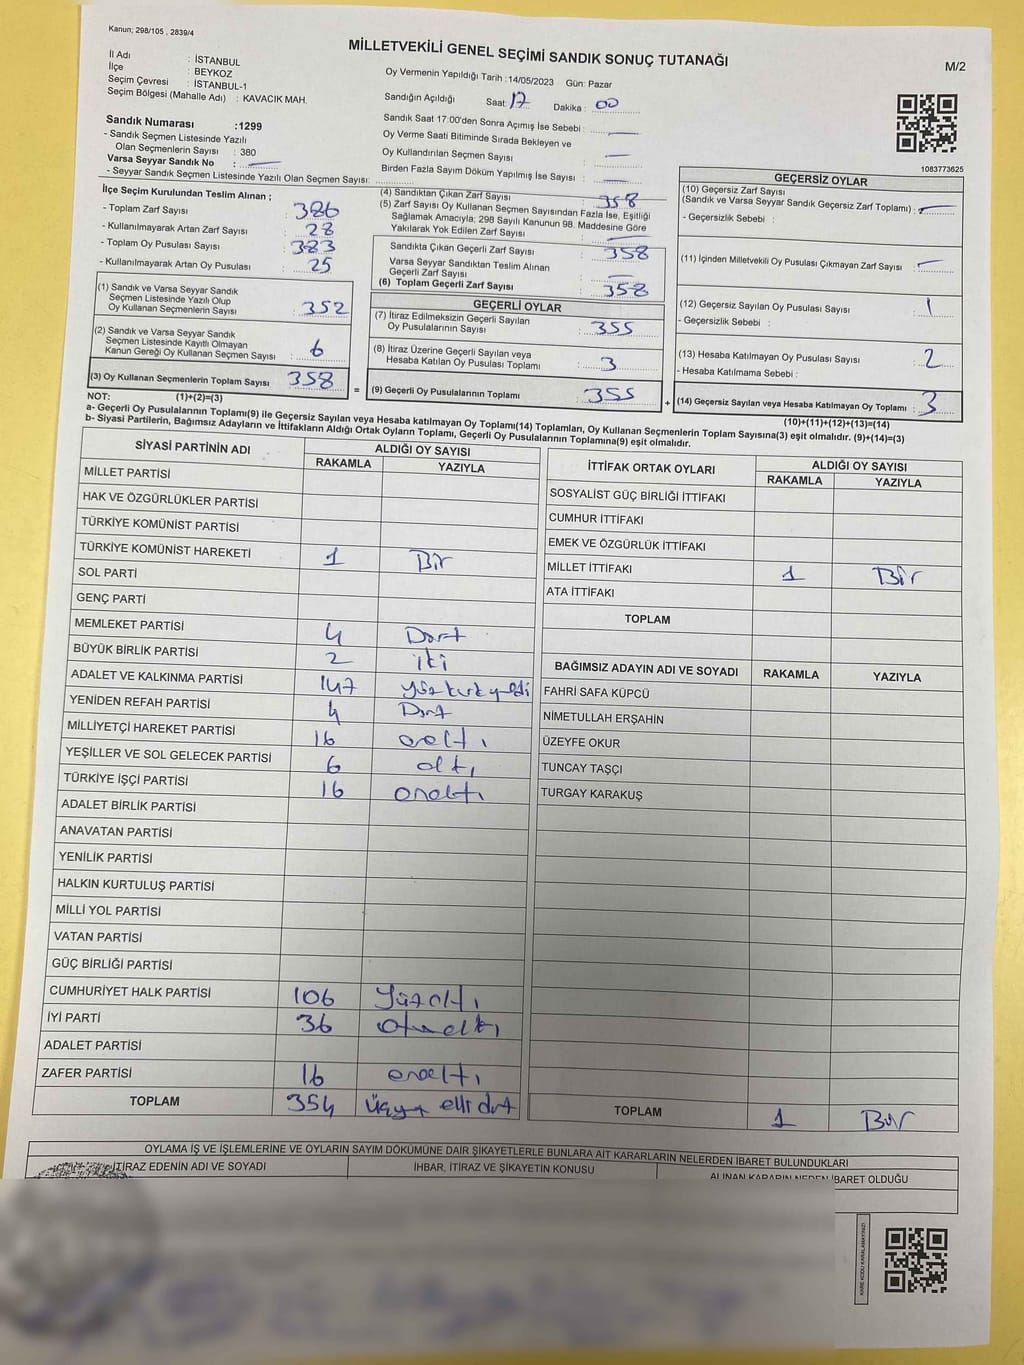 Kanun; 298/105 , 2839/4
MİLLETVEKİLİ GENEL SEÇİMİ SANDIK SONUÇ TUTANAĞI
M/2
İl Adı : İSTANBUL
İlçe : BEYKOZ
Seçim Çevresi : İSTANBUL-1
Seçim Bölgesi (Mahalle Adı) : KAVACIK MAH.
Oy Vermenin Yapıldığı Tarih :14/05/2023 Gün: Pazar
Sandığın Açıldığı Saat: 17 Dakika : 00
Sandık Saat 17:00'den Sonra Açımış İse Sebebi :
Oy Verme Saati Bitiminde Sırada Bekleyen ve
Oy Kullandırılan Seçmen Sayısı : —
Birden Fazla Sayım Döküm Yapılmış İse Sayısı : —
1083773625
Sandık Numarası :1299
- Sandık Seçmen Listesinde Yazılı
Olan Seçmenlerin Sayısı : 380
Varsa Seyyar Sandık No : —
- Seyyar Sandık Seçmen Listesinde Yazılı Olan Seçmen Sayısı:
İlçe Seçim Kurulundan Teslim Alınan ;
- Toplam Zarf Sayısı : 386
- Kullanılmayarak Artan Zarf Sayısı : 28
- Toplam Oy Pusulası Sayısı : 383
- Kullanılmayarak Artan Oy Pusulası : 25
(1) Sandık ve Varsa Seyyar Sandık
Seçmen Listesinde Yazılı Olup
Oy Kullanan Seçmenlerin Sayısı : 352
(2) Sandık ve Varsa Seyyar Sandık
Seçmen Listesinde Kayıtlı Olmayan
Kanun Gereği Oy Kullanan Seçmen Sayısı : 6
(3) Oy Kullanan Seçmenlerin Toplam Sayısı : 358
(4) Sandıktan Çıkan Zarf Sayısı : 358
(5) Zarf Sayısı Oy Kullanan Seçmen Sayısından Fazla İse, Eşitliği
Sağlamak Amacıyla; 298 Sayılı Kanunun 98. Maddesine Göre
Yakılarak Yok Edilen Zarf Sayısı : —
Sandıkta Çıkan Geçerli Zarf Sayısı : 358
Varsa Seyyar Sandıktan Teslim Alınan
Geçerli Zarf Sayısı : —
(6) Toplam Geçerli Zarf Sayısı : 358
GEÇERLİ OYLAR
(7) İtiraz Edilmeksizin Geçerli Sayılan
Oy Pusulalarının Sayısı : 355
(8) İtiraz Üzerine Geçerli Sayılan veya
Hesaba Katılan Oy Pusulası Toplamı : 3
= (9) Geçerli Oy Pusulalarının Toplamı : 355 +
GEÇERSİZ OYLAR
(10) Geçersiz Zarf Sayısı
(Sandık ve Varsa Seyyar Sandık Geçersiz Zarf Toplamı) : —
- Geçersizlik Sebebi :
(11) İçinden Milletvekili Oy Pusulası Çıkmayan Zarf Sayısı : —
(12) Geçersiz Sayılan Oy Pusulası Sayısı : 1
- Geçersizlik Sebebi :
(13) Hesaba Katılmayan Oy Pusulası Sayısı : 2
- Hesaba Katılmama Sebebi :
(14) Geçersiz Sayılan veya Hesaba Katılmayan Oy Toplamı : 3
NOT: (1)+(2)=(3)
(10)+(11)+(12)+(13)=(14)
a- Geçerli Oy Pusulalarının Toplamı(9) ile Geçersiz Sayılan veya Hesaba katılmayan Oy Toplamı(14) Toplamları, Oy Kullanan Seçmenlerin Toplam Sayısına(3) eşit olmalıdır. (9)+(14)=(3)
b- Siyasi Partilerin, Bağımsız Adayların ve İttifakların Aldığı Ortak Oyların Toplamı, Geçerli Oy Pusulalarının Toplamına(9) eşit olmalıdır.
SİYASİ PARTİNİN ADI ALDIĞI OY SAYISI
RAKAMLA YAZIYLA
MİLLET PARTİSİ
HAK VE ÖZGÜRLÜKLER PARTİSİ
TÜRKİYE KOMÜNİST PARTİSİ
TÜRKİYE KOMÜNİST HAREKETİ 1 Bir
SOL PARTİ
GENÇ PARTİ
MEMLEKET PARTİSİ 4 Dört
BÜYÜK BİRLİK PARTİSİ 2 iki
ADALET VE KALKINMA PARTİSİ 147 yüz kırk yedi
YENİDEN REFAH PARTİSİ 4 Dört
MİLLİYETÇİ HAREKET PARTİSİ 16 onaltı
YEŞİLLER VE SOL GELECEK PARTİSİ 6 altı
TÜRKİYE İŞÇİ PARTİSİ 16 onaltı
ADALET BİRLİK PARTİSİ
ANAVATAN PARTİSİ
YENİLİK PARTİSİ
HALKIN KURTULUŞ PARTİSİ
MİLLİ YOL PARTİSİ
VATAN PARTİSİ
GÜÇ BİRLİĞİ PARTİSİ
CUMHURİYET HALK PARTİSİ 106 yüzaltı
İYİ PARTİ 36 otuzaltı
ADALET PARTİSİ
ZAFER PARTİSİ 16 onaltı
TOPLAM 354 üçyüz elli dört
İTTİFAK ORTAK OYLARI ALDIĞI OY SAYISI
RAKAMLA YAZIYLA
SOSYALİST GÜÇ BİRLİĞİ İTTİFAKI
CUMHUR İTTİFAKI
EMEK VE ÖZGÜRLÜK İTTİFAKI
MİLLET İTTİFAKI 1 Bir
ATA İTTİFAKI
TOPLAM
BAĞIMSIZ ADAYIN ADI VE SOYADI RAKAMLA YAZIYLA
FAHRİ SAFA KÜPCÜ
NİMETULLAH ERŞAHİN
ÜZEYFE OKUR
TUNCAY TAŞÇI
TURGAY KARAKUŞ
TOPLAM 1 Bir
OYLAMA İŞ VE İŞLEMLERİNE VE OYLARIN SAYIM DÖKÜMÜNE DAİR ŞİKAYETLERLE BUNLARA AİT KARARLARIN NELERDEN İBARET BULUNDUKLARI
İTİRAZ EDENİN ADI VE SOYADI İHBAR, İTİRAZ VE ŞİKAYETİN KONUSU ALINAN KARARIN NEDEN İBARET OLDUĞU
KARE KODU KARALAMAYINIZ!